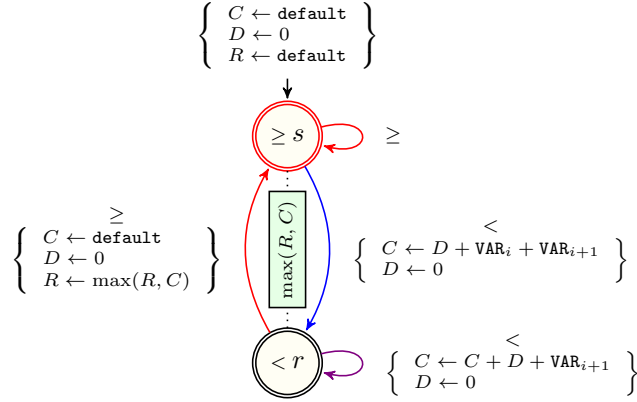 C ← default
D ← 0
R ← default
≥ s
≥
≥
C ← default
D ← 0
R ← max(R, C)
max(R, C)
<
C ← D + VAR_i + VAR_{i+1}
D ← 0
< r
<
C ← C + D + VAR_{i+1}
D ← 0